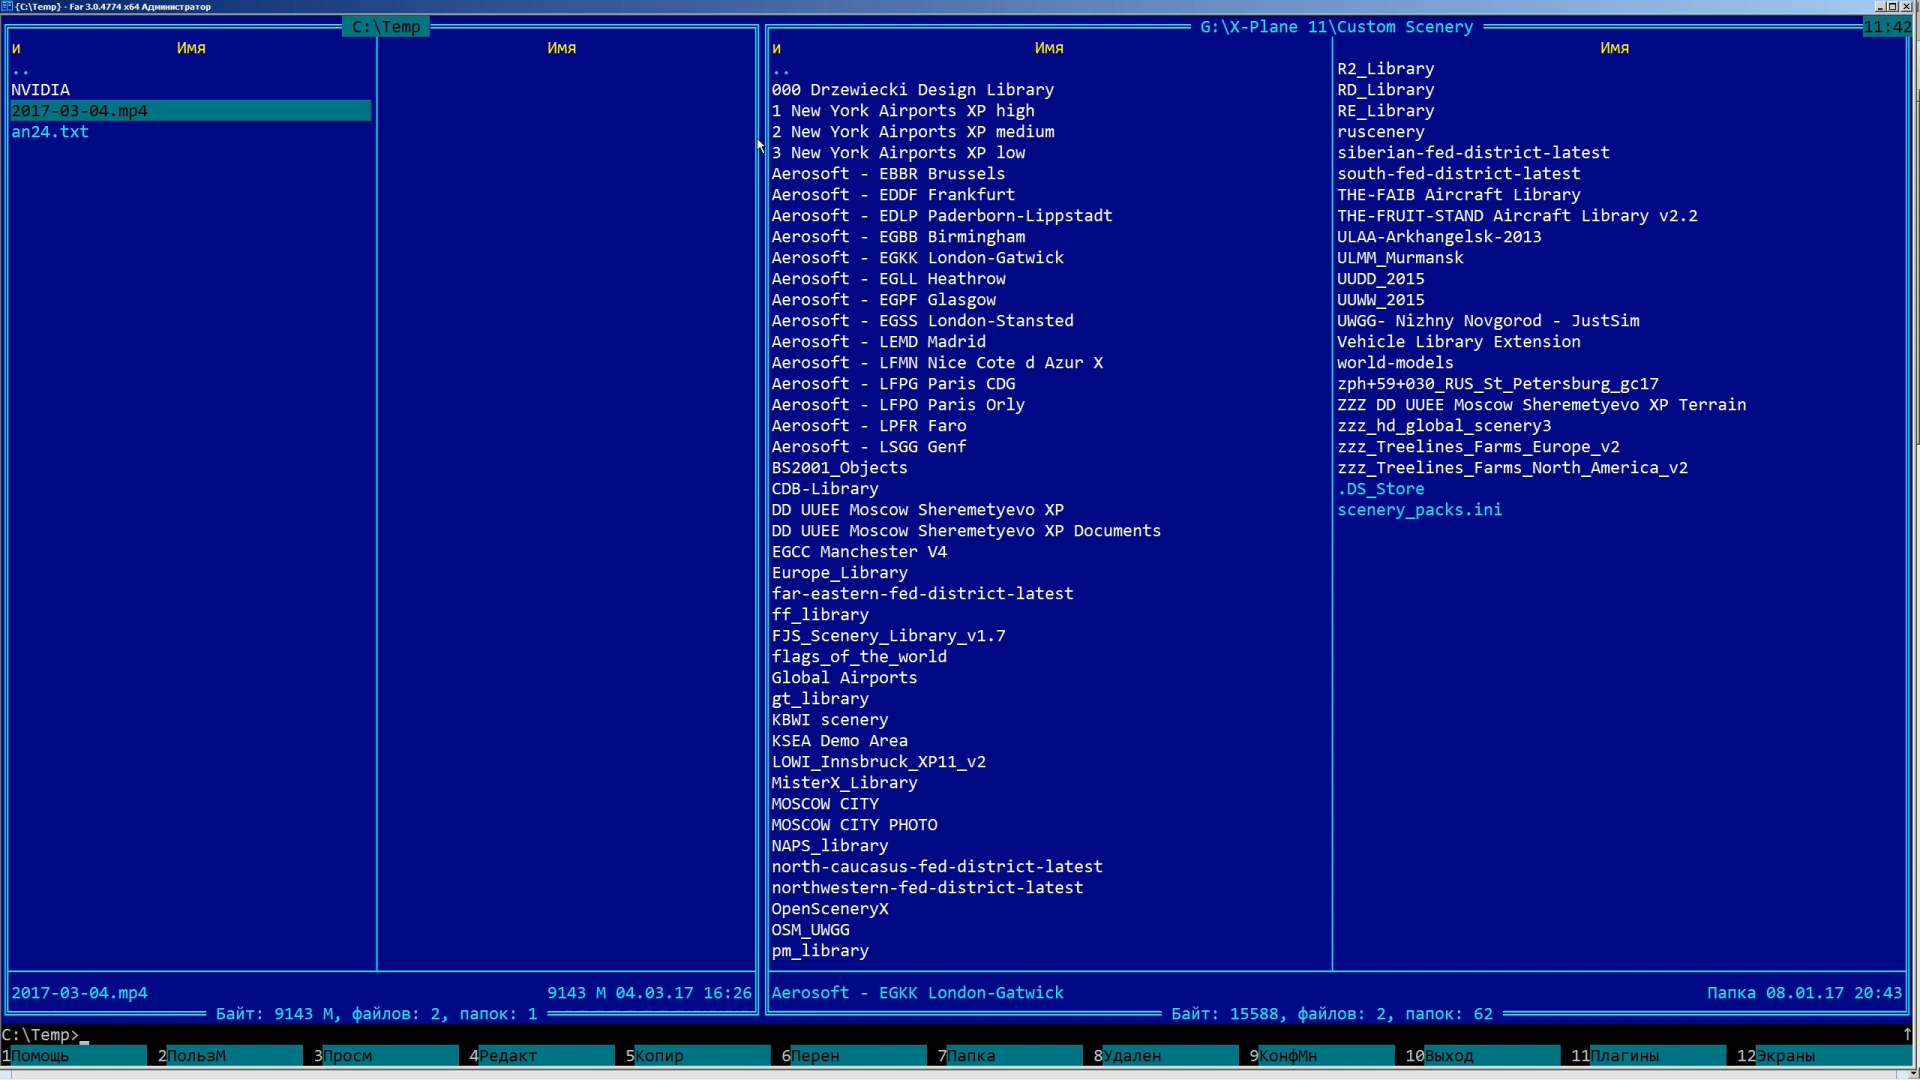 {C:\Temp} - Far 3.0.4774 x64 Администратор
C:\Temp
и Имя Имя
..
NVIDIA
2017-03-04.mp4
an24.txt
2017-03-04.mp4 9143 M 04.03.17 16:26
Байт: 9143 M, файлов: 2, папок: 1
G:\X-Plane 11\Custom Scenery
11:42
и Имя Имя
..
000 Drzewiecki Design Library
1 New York Airports XP high
2 New York Airports XP medium
3 New York Airports XP low
Aerosoft - EBBR Brussels
Aerosoft - EDDF Frankfurt
Aerosoft - EDLP Paderborn-Lippstadt
Aerosoft - EGBB Birmingham
Aerosoft - EGKK London-Gatwick
Aerosoft - EGLL Heathrow
Aerosoft - EGPF Glasgow
Aerosoft - EGSS London-Stansted
Aerosoft - LEMD Madrid
Aerosoft - LFMN Nice Cote d Azur X
Aerosoft - LFPG Paris CDG
Aerosoft - LFPO Paris Orly
Aerosoft - LPFR Faro
Aerosoft - LSGG Genf
BS2001_Objects
CDB-Library
DD UUEE Moscow Sheremetyevo XP
DD UUEE Moscow Sheremetyevo XP Documents
EGCC Manchester V4
Europe_Library
far-eastern-fed-district-latest
ff_library
FJS_Scenery_Library_v1.7
flags_of_the_world
Global Airports
gt_library
KBWI scenery
KSEA Demo Area
LOWI_Innsbruck_XP11_v2
MisterX_Library
MOSCOW CITY
MOSCOW CITY PHOTO
NAPS_library
north-caucasus-fed-district-latest
northwestern-fed-district-latest
OpenSceneryX
OSM_UWGG
pm_library
R2_Library
RD_Library
RE_Library
ruscenery
siberian-fed-district-latest
south-fed-district-latest
THE-FAIB Aircraft Library
THE-FRUIT-STAND Aircraft Library v2.2
ULAA-Arkhangelsk-2013
ULMM_Murmansk
UUDD_2015
UUWW_2015
UWGG- Nizhny Novgorod - JustSim
Vehicle Library Extension
world-models
zph+59+030_RUS_St_Petersburg_gc17
ZZZ DD UUEE Moscow Sheremetyevo XP Terrain
zzz_hd_global_scenery3
zzz_Treelines_Farms_Europe_v2
zzz_Treelines_Farms_North_America_v2
.DS_Store
scenery_packs.ini
Aerosoft - EGKK London-Gatwick Папка 08.01.17 20:43
Байт: 15588, файлов: 2, папок: 62
C:\Temp>_
1Помощь 2ПользМ 3Просм 4Редакт 5Копир 6Перен 7Папка 8Удален 9КонфМн 10Выход 11Плагины 12Экраны